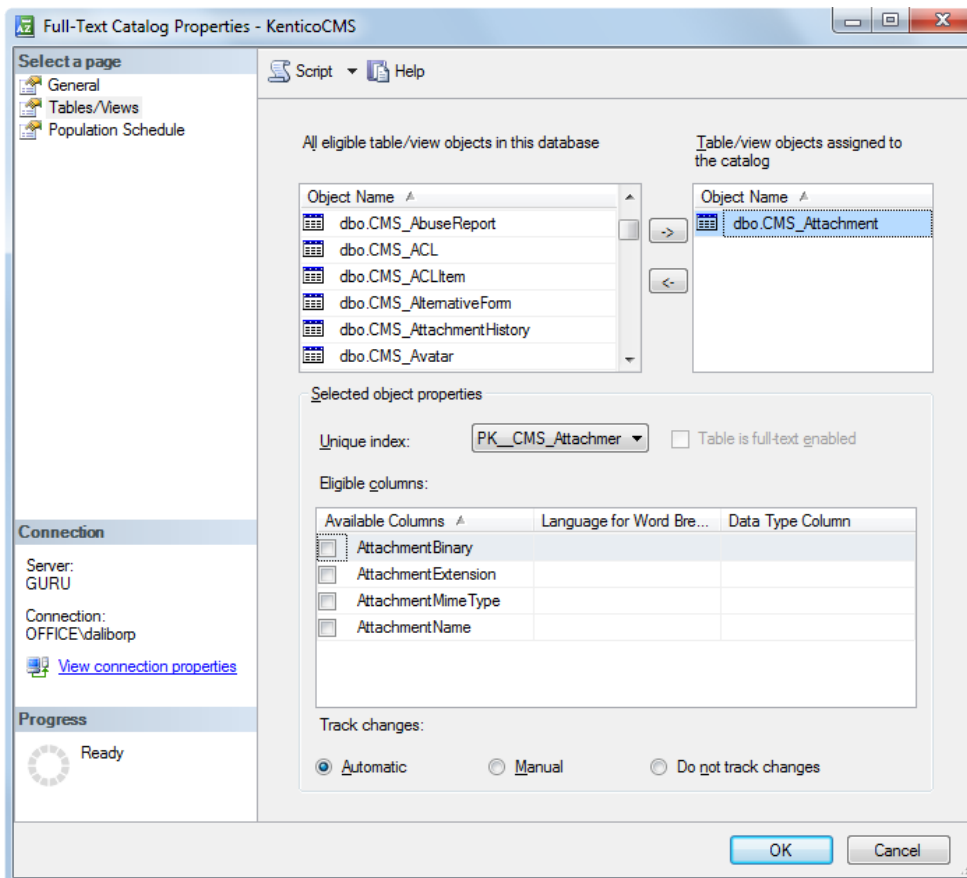 Full-Text Catalog Properties - KenticoCMS
Select a page
General
Tables/Views
Population Schedule
Script
Help
All eligible table/view objects in this database
Table/view objects assigned to
the catalog
Object Name
dbo.CMS_AbuseReport
dbo.CMS_ACL
dbo.CMS_ACLItem
dbo.CMS_AlternativeForm
dbo.CMS_AttachmentHistory
dbo.CMS_Avatar
->
<-
Object Name
dbo.CMS_Attachment
Selected object properties
Unique index:
PK__CMS_Attachmer
Table is full-text enabled
Eligible columns:
Available Columns
Language for Word Bre...
Data Type Column
AttachmentBinary
AttachmentExtension
AttachmentMimeType
AttachmentName
Track changes:
Automatic
Manual
Do not track changes
Connection
Server:
GURU
Connection:
OFFICE\daliborp
View connection properties
Progress
Ready
OK
Cancel